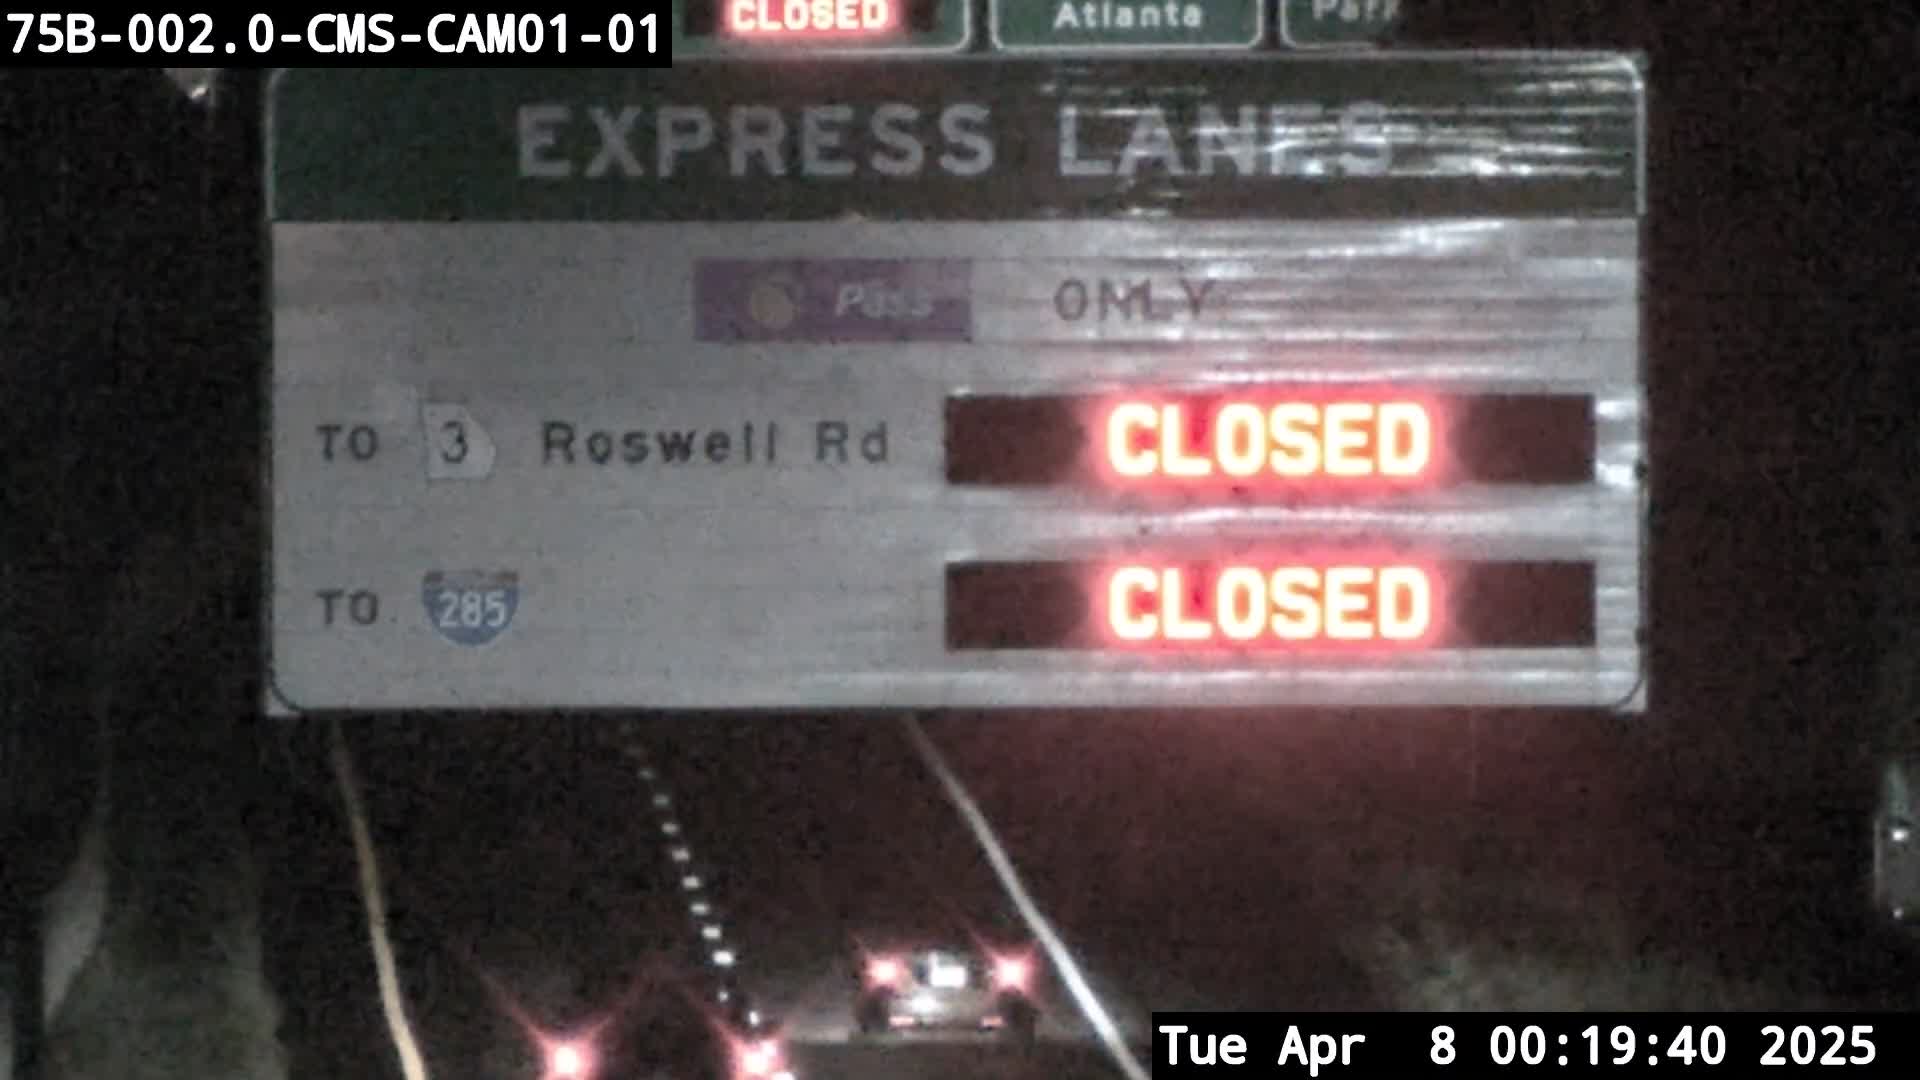 75B-002.0-CMS-CAM01-01
CLOSED
Atlanta
Park
EXPRESS LANES
Pass ONLY
TO 3 Roswell Rd CLOSED
TO 285 CLOSED
Tue Apr 8 00:19:40 2025